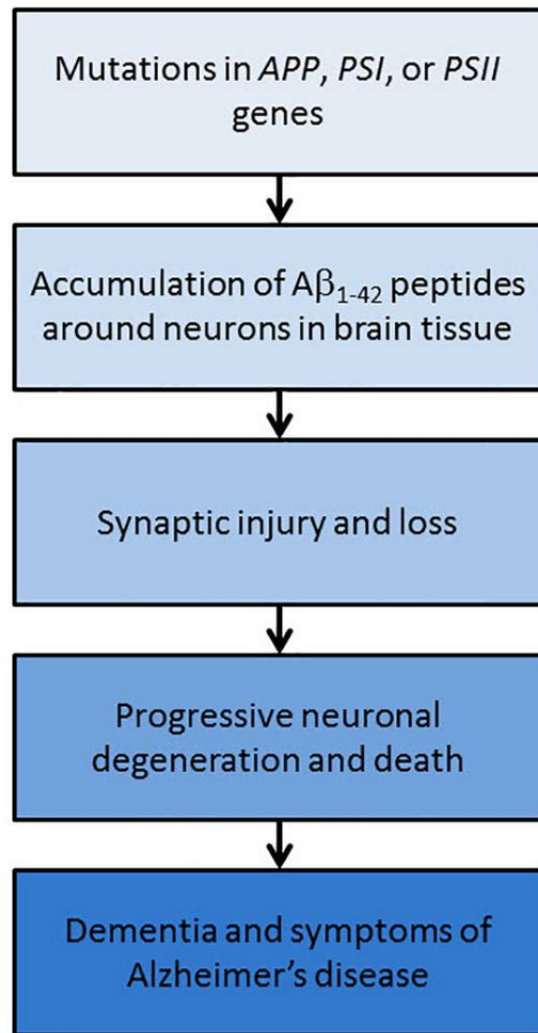 Mutations in APP, PSI, or PSII
genes
Accumulation of Aβ1-42 peptides
around neurons in brain tissue
Synaptic injury and loss
Progressive neuronal
degeneration and death
Dementia and symptoms of
Alzheimer’s disease